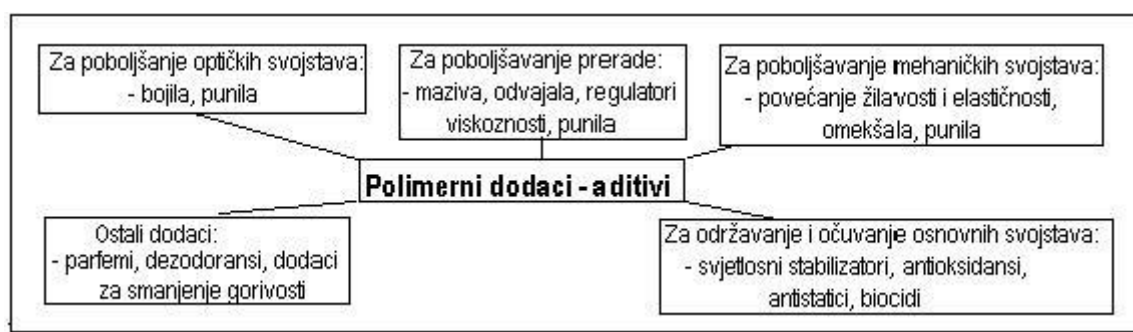 Za poboljšanje optičkih svojstava:
- bojila, punila
Za poboljšavanje prerade:
- maziva, odvajala, regulatori
viskoznosti, punila
Za poboljšavanje mehaničkih svojstava:
- povećanje žilavosti i elastičnosti,
omekšala, punila
Polimerni dodaci - aditivi
Ostali dodaci:
- parfemi, dezodoransi, dodaci
za smanjenje gorivosti
Za održavanje i očuvanje osnovnih svojstava:
- svjetlosni stabilizatori, antioksidansi,
antistatici, biocidi